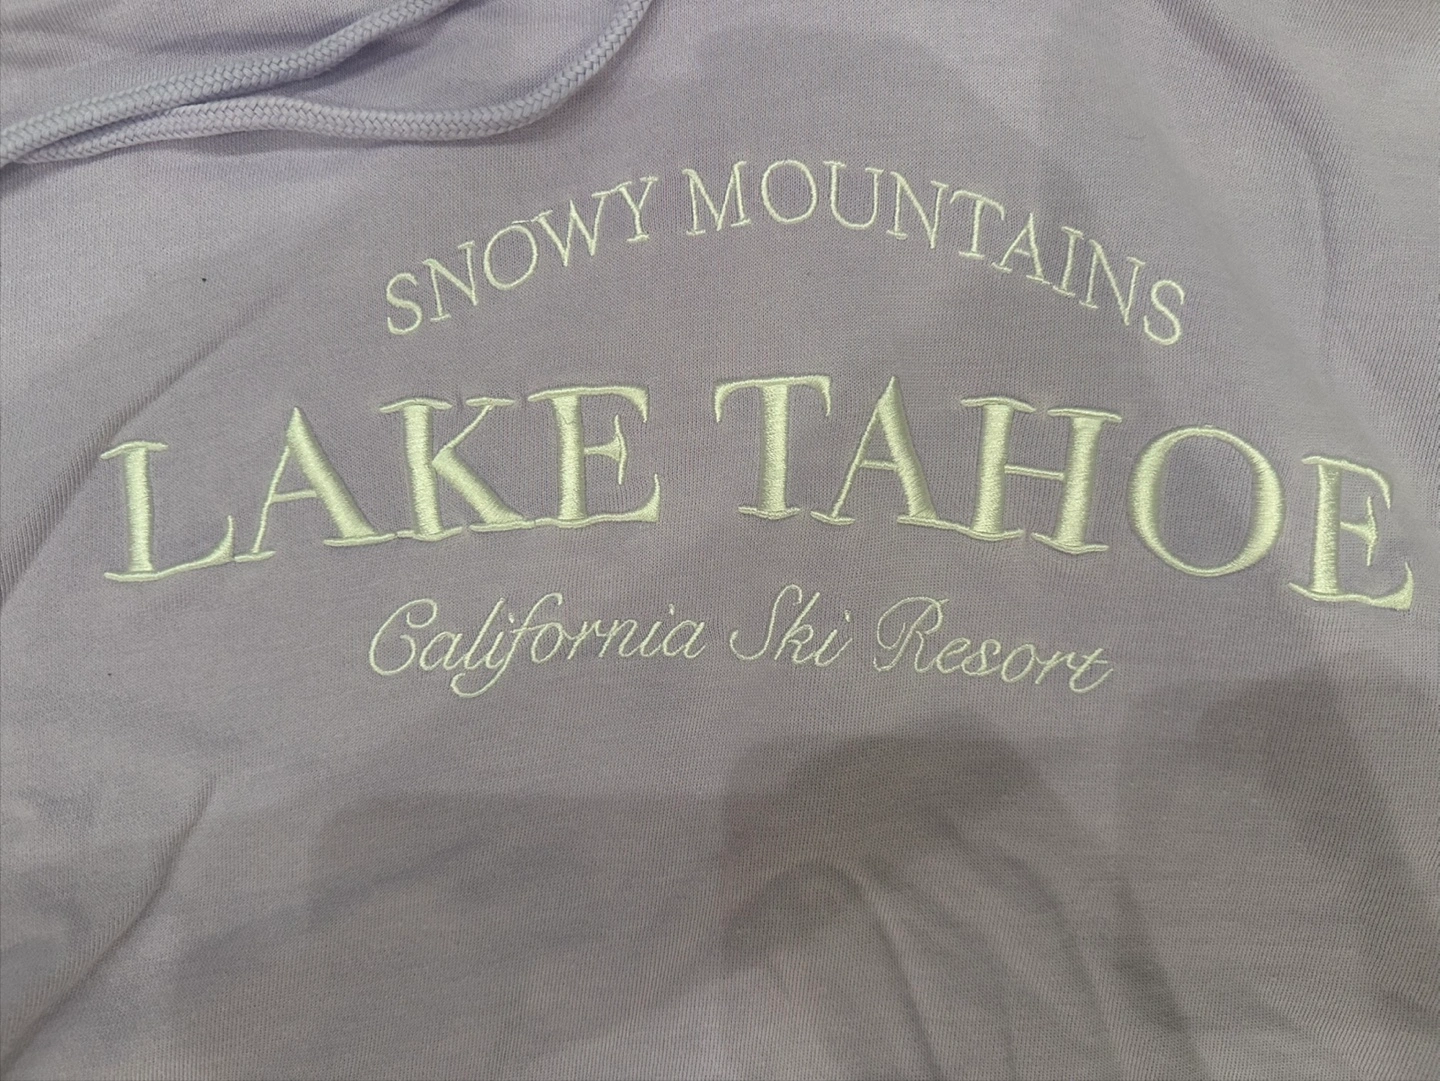 SNOWY MOUNTAINS
LAKE TAHOE
California Ski Resort